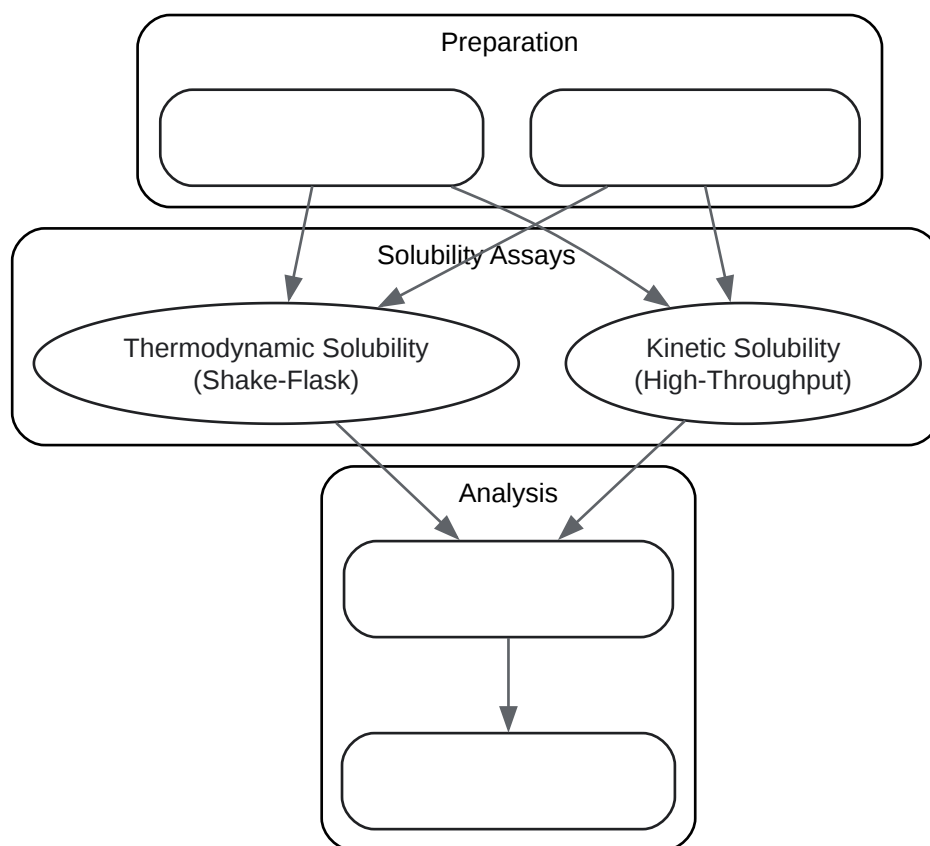 Preparation
Solubility Assays
Thermodynamic Solubility
(Shake-Flask)
Kinetic Solubility
(High-Throughput)
Analysis